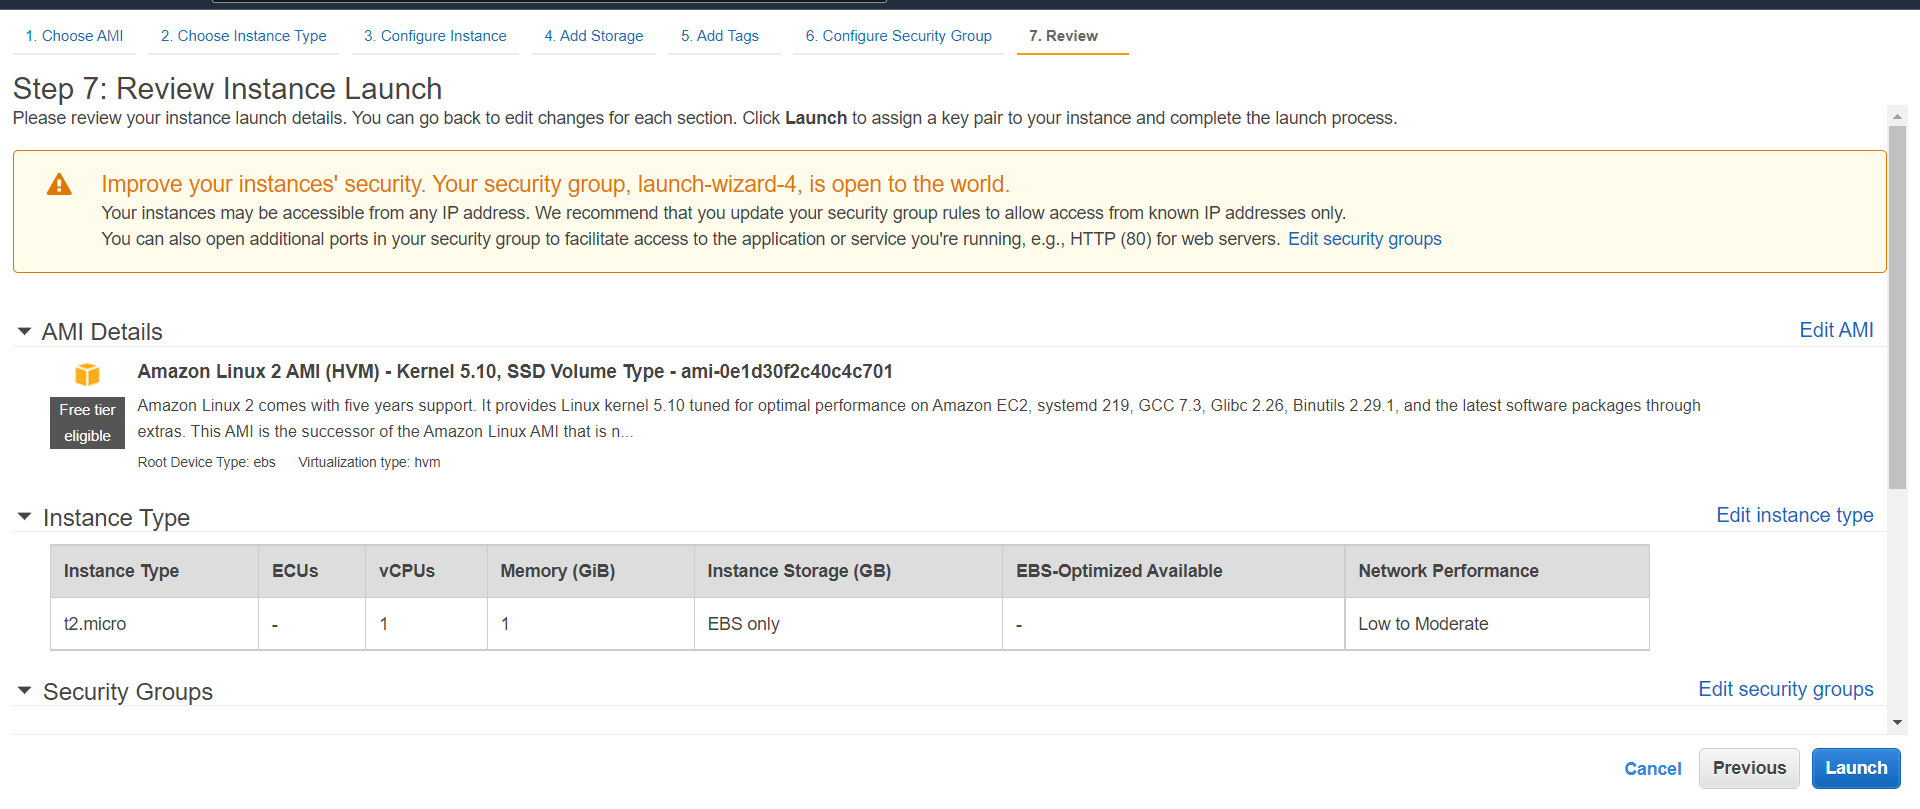 1. Choose AMI 2. Choose Instance Type 3. Configure Instance 4. Add Storage 5. Add Tags 6. Configure Security Group 7. Review
Step 7: Review Instance Launch
Please review your instance launch details. You can go back to edit changes for each section. Click Launch to assign a key pair to your instance and complete the launch process.
Improve your instances' security. Your security group, launch-wizard-4, is open to the world.
Your instances may be accessible from any IP address. We recommend that you update your security group rules to allow access from known IP addresses only.
You can also open additional ports in your security group to facilitate access to the application or service you're running, e.g., HTTP (80) for web servers. Edit security groups
AMI Details Edit AMI
Amazon Linux 2 AMI (HVM) - Kernel 5.10, SSD Volume Type - ami-0e1d30f2c40c4c701
Free tier eligible
Amazon Linux 2 comes with five years support. It provides Linux kernel 5.10 tuned for optimal performance on Amazon EC2, systemd 219, GCC 7.3, Glibc 2.26, Binutils 2.29.1, and the latest software packages through
extras. This AMI is the successor of the Amazon Linux AMI that is n...
Root Device Type: ebs Virtualization type: hvm
Instance Type Edit instance type
Instance Type ECUs vCPUs Memory (GiB) Instance Storage (GB) EBS-Optimized Available Network Performance
t2.micro - 1 1 EBS only - Low to Moderate
Security Groups Edit security groups
Cancel Previous Launch